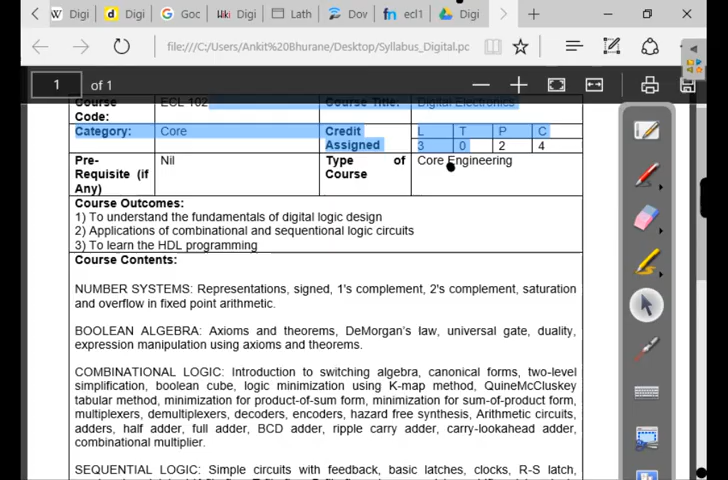 Digi
Digi
Goc
Digi
Lath
Dov
ecl1
Digi
file:///C:/Users/Ankit%20Bhurane/Desktop/Syllabus_Digital.pc
1 of 1
Course Code: ECL 102 Course Title: Digital Electronics
Category: Core Credit Assigned L T P C
3 0 2 4
Pre-Requisite (if Any) Nil Type of Course Core Engineering
Course Outcomes:
1) To understand the fundamentals of digital logic design
2) Applications of combinational and sequentional logic circuits
3) To learn the HDL programming
Course Contents:
NUMBER SYSTEMS: Representations, signed, 1's complement, 2's complement, saturation
and overflow in fixed point arithmetic.
BOOLEAN ALGEBRA: Axioms and theorems, DeMorgan's law, universal gate, duality,
expression manipulation using axioms and theorems.
COMBINATIONAL LOGIC: Introduction to switching algebra, canonical forms, two-level
simplification, boolean cube, logic minimization using K-map method, QuineMcCluskey
tabular method, minimization for product-of-sum form, minimization for sum-of-product form,
multiplexers, demultiplexers, decoders, encoders, hazard free synthesis, Arithmetic circuits,
adders, half adder, full adder, BCD adder, ripple carry adder, carry-lookahead adder,
combinational multiplier.
SEQUENTIAL LOGIC: Simple circuits with feedback, basic latches, clocks, R-S latch,